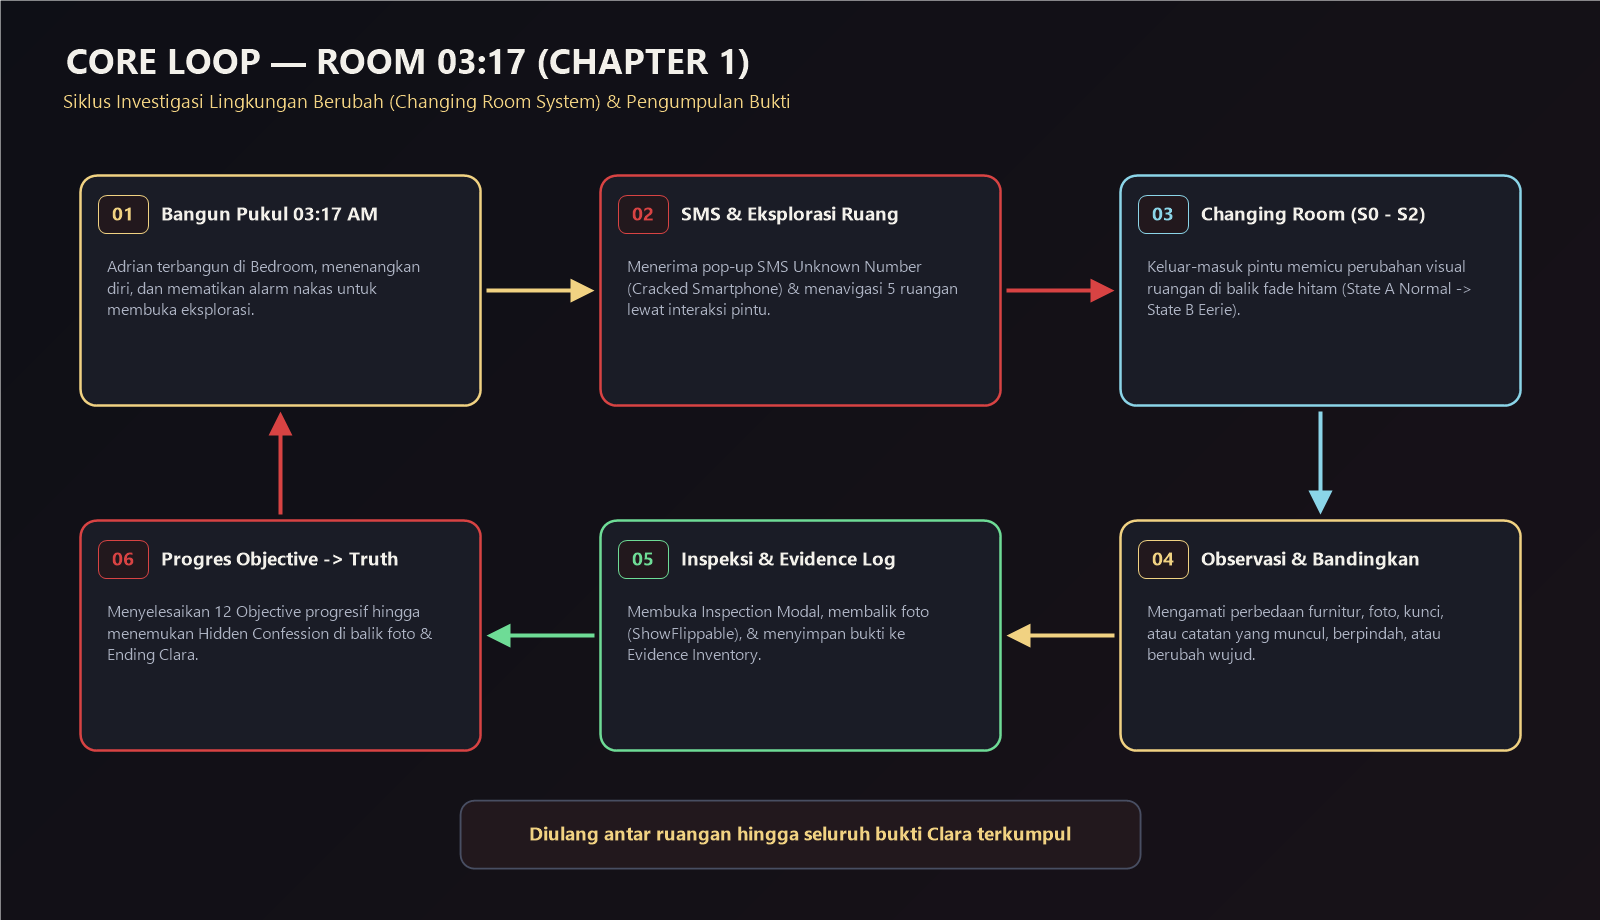 CORE LOOP — ROOM 03:17 (CHAPTER 1)
Siklus Investigasi Lingkungan Berubah (Changing Room System) & Pengumpulan Bukti
01
Bangun Pukul 03:17 AM
Adrian terbangun di Bedroom, menenangkan
diri, dan mematikan alarm nakas untuk
membuka eksplorasi.
02
SMS & Eksplorasi Ruang
Menerima pop-up SMS Unknown Number
(Cracked Smartphone) & menavigasi 5 ruangan
lewat interaksi pintu.
03
Changing Room (S0 - S2)
Keluar-masuk pintu memicu perubahan visual
ruangan di balik fade hitam (State A Normal ->
State B Eerie).
04
Observasi & Bandingkan
Mengamati perbedaan furnitur, foto, kunci,
atau catatan yang muncul, berpindah, atau
berubah wujud.
05
Inspeksi & Evidence Log
Membuka Inspection Modal, membalik foto
(ShowFlippable), & menyimpan bukti ke
Evidence Inventory.
06
Progres Objective -> Truth
Menyelesaikan 12 Objective progresif hingga
menemukan Hidden Confession di balik foto &
Ending Clara.
Diulang antar ruangan hingga seluruh bukti Clara terkumpul